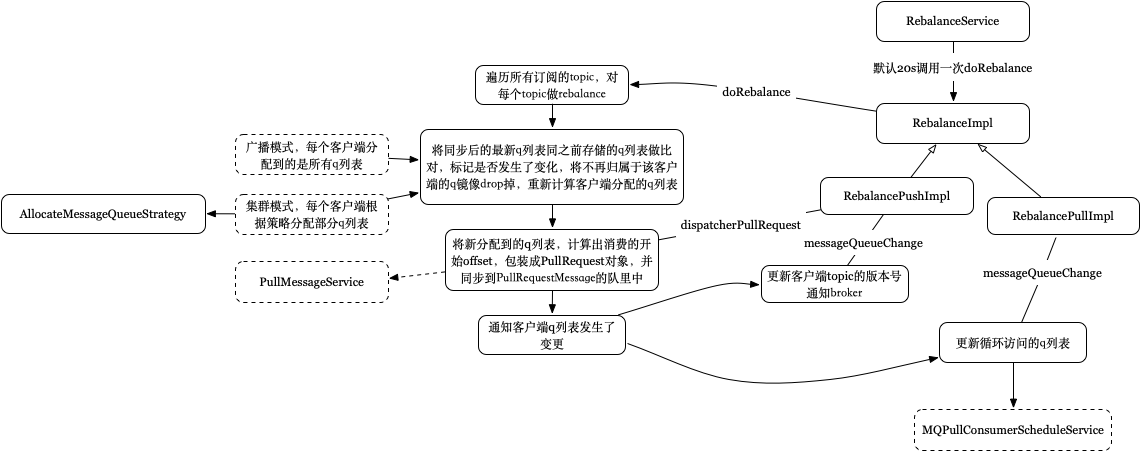 RebalanceService
默认20s调用一次doRebalance
遍历所有订阅的topic，对
每个topic做rebalance
doRebalance
RebalanceImpl
广播模式，每个客户端分
配到的是所有q列表
将同步后的最新q列表同之前存储的q列表做比
对，标记是否发生了变化，将不再归属于该客户
端的q镜像drop掉，重新计算客户端分配的q列表
AllocateMessageQueueStrategy
集群模式，每个客户端根
据策略分配部分q列表
RebalancePushImpl
RebalancePullImpl
dispatcherPullRequest
messageQueueChange
将新分配到的q列表，计算出消费的开
始offset，包装成PullRequest对象，并
同步到PullRequestMessage的队里中
PullMessageService
messageQueueChange
更新客户端topic的版本号
通知broker
通知客户端q列表发生了
变更
更新循环访问的q列表
MQPullConsumerScheduleService